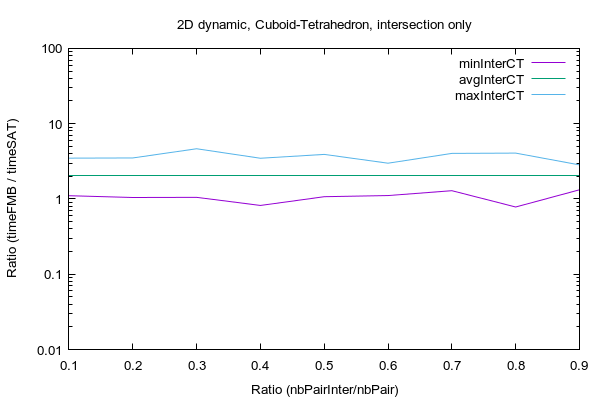 2D dynamic, Cuboid-Tetrahedron, intersection only
100
10
1
0.1
0.01
Ratio (timeFMB / timeSAT)
minInterCT
avgInterCT
maxInterCT
0.1 0.2 0.3 0.4 0.5 0.6 0.7 0.8 0.9
Ratio (nbPairInter/nbPair)